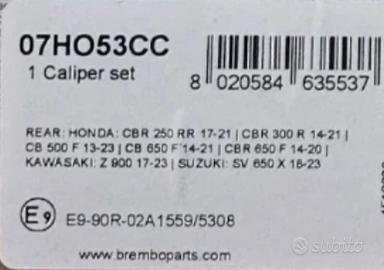 07HO53CC
1 Caliper set
8 020584 635537
REAR: HONDA: CBR 250 RR 17-21 | CBR 300 R 14-21 |
CB 500 F 13-23 | CB 650 F 14-21 | CBR 650 F 14-20 |
KAWASAKI: Z 900 17-23 | SUZUKI: SV 650 X 18-23
E9 E9-90R-02A1559/5308
www.bremboparts.com
subito